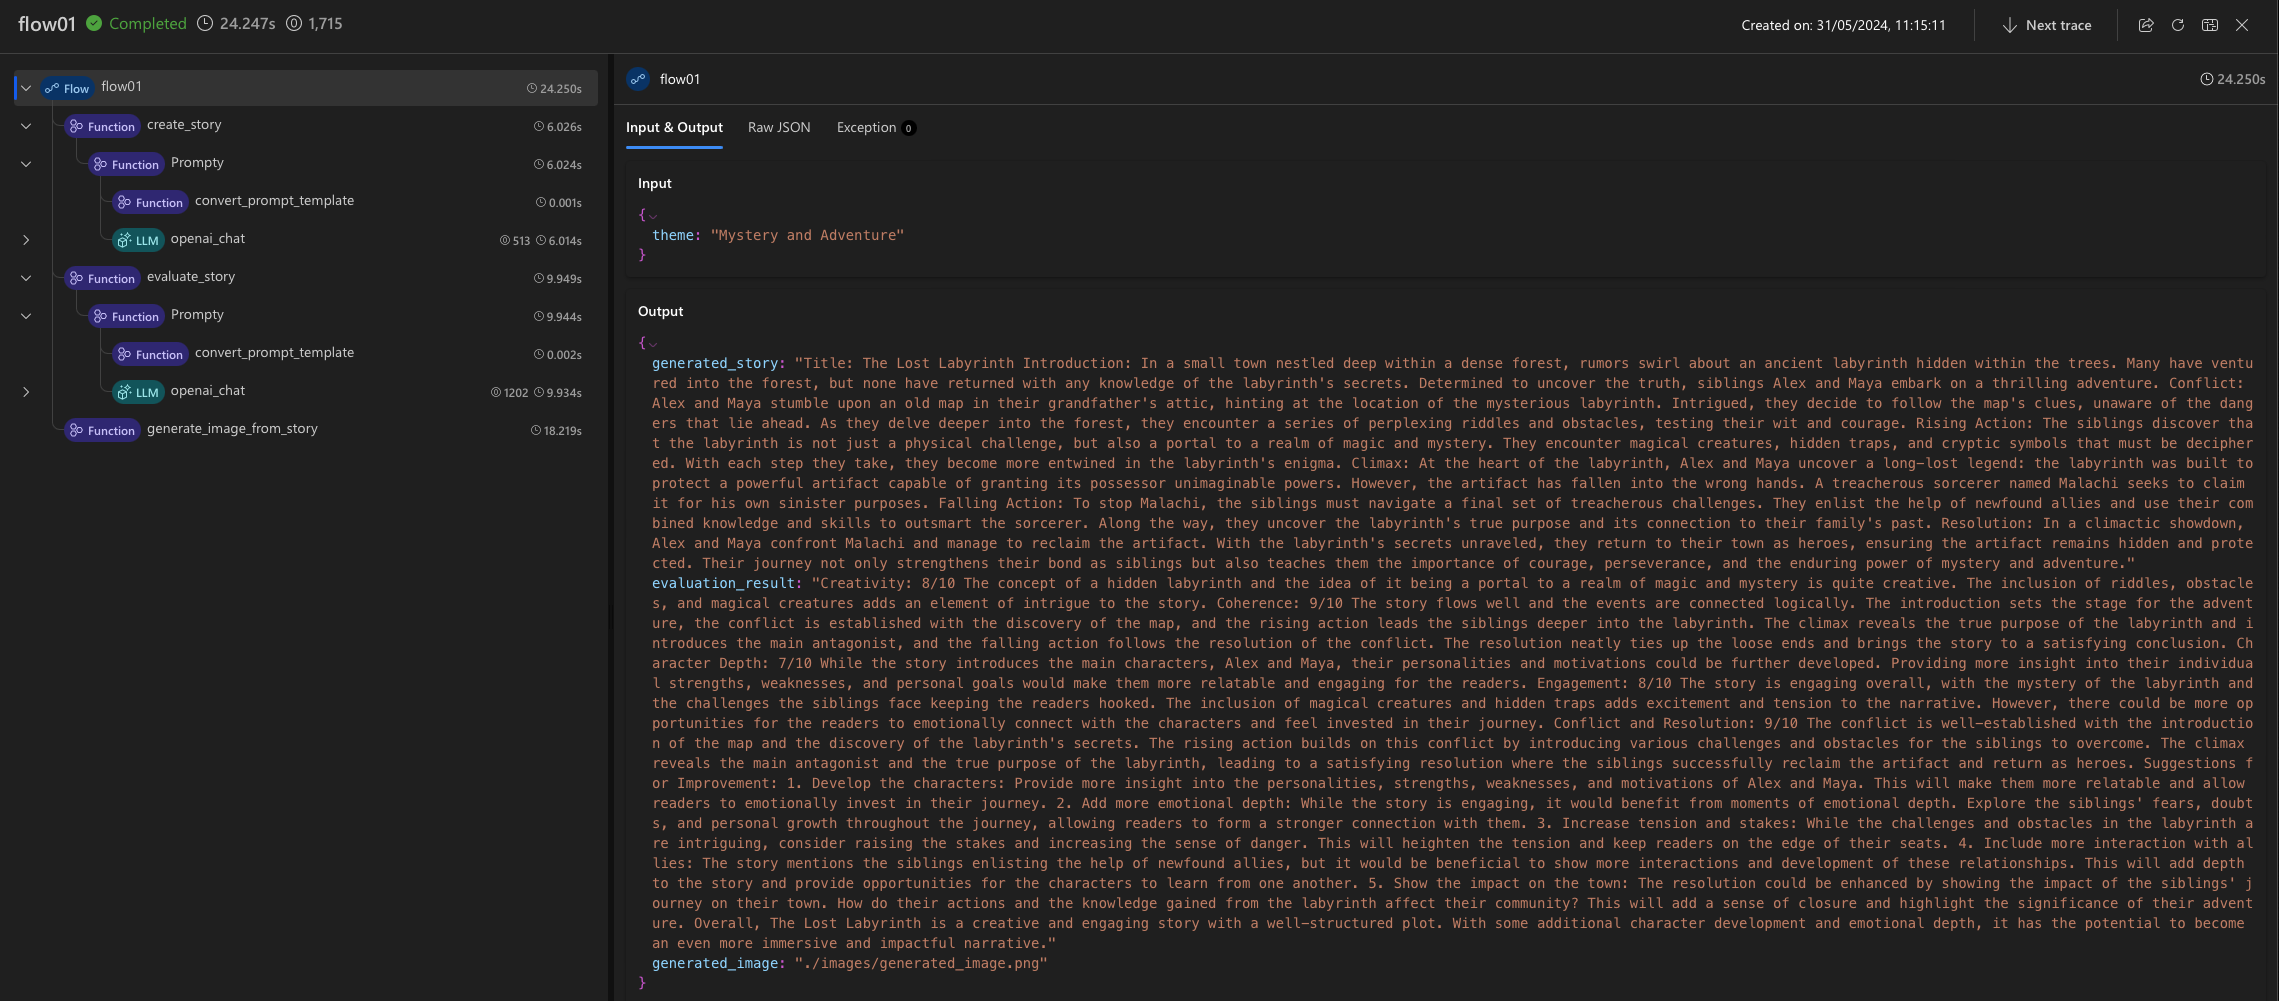 flow01 Completed 24.247s 1,715
Created on: 31/05/2024, 11:15:11 Next trace
Flow flow01 24.250s
Function create_story 6.026s
Function Prompty 6.024s
Function convert_prompt_template 0.001s
LLM openai_chat 513 6.014s
Function evaluate_story 9.949s
Function Prompty 9.944s
Function convert_prompt_template 0.002s
LLM openai_chat 1202 9.934s
Function generate_image_from_story 18.219s
flow01 24.250s
Input & Output Raw JSON Exception 0
Input
{
theme: "Mystery and Adventure"
}
Output
{
generated_story: "Title: The Lost Labyrinth Introduction: In a small town nestled deep within a dense forest, rumors swirl about an ancient labyrinth hidden within the trees. Many have ventu
red into the forest, but none have returned with any knowledge of the labyrinth's secrets. Determined to uncover the truth, siblings Alex and Maya embark on a thrilling adventure. Conflict:
Alex and Maya stumble upon an old map in their grandfather's attic, hinting at the location of the mysterious labyrinth. Intrigued, they decide to follow the map's clues, unaware of the dang
ers that lie ahead. As they delve deeper into the forest, they encounter a series of perplexing riddles and obstacles, testing their wit and courage. Rising Action: The siblings discover tha
t the labyrinth is not just a physical challenge, but also a portal to a realm of magic and mystery. They encounter magical creatures, hidden traps, and cryptic symbols that must be decipher
ed. With each step they take, they become more entwined in the labyrinth's enigma. Climax: At the heart of the labyrinth, Alex and Maya uncover a long-lost legend: the labyrinth was built to
protect a powerful artifact capable of granting its possessor unimaginable powers. However, the artifact has fallen into the wrong hands. A treacherous sorcerer named Malachi seeks to claim
it for his own sinister purposes. Falling Action: To stop Malachi, the siblings must navigate a final set of treacherous challenges. They enlist the help of newfound allies and use their com
bined knowledge and skills to outsmart the sorcerer. Along the way, they uncover the labyrinth's true purpose and its connection to their family's past. Resolution: In a climactic showdown,
Alex and Maya confront Malachi and manage to reclaim the artifact. With the labyrinth's secrets unraveled, they return to their town as heroes, ensuring the artifact remains hidden and prote
cted. Their journey not only strengthens their bond as siblings but also teaches them the importance of courage, perseverance, and the enduring power of mystery and adventure."
evaluation_result: "Creativity: 8/10 The concept of a hidden labyrinth and the idea of it being a portal to a realm of magic and mystery is quite creative. The inclusion of riddles, obstacle
s, and magical creatures adds an element of intrigue to the story. Coherence: 9/10 The story flows well and the events are connected logically. The introduction sets the stage for the advent
ure, the conflict is established with the discovery of the map, and the rising action leads the siblings deeper into the labyrinth. The climax reveals the true purpose of the labyrinth and i
ntroduces the main antagonist, and the falling action follows the resolution of the conflict. The resolution neatly ties up the loose ends and brings the story to a satisfying conclusion. Ch
aracter Depth: 7/10 While the story introduces the main characters, Alex and Maya, their personalities and motivations could be further developed. Providing more insight into their individua
l strengths, weaknesses, and personal goals would make them more relatable and engaging for the readers. Engagement: 8/10 The story is engaging overall, with the mystery of the labyrinth and
the challenges the siblings face keeping the readers hooked. The inclusion of magical creatures and hidden traps adds excitement and tension to the narrative. However, there could be more op
portunities for the readers to emotionally connect with the characters and feel invested in their journey. Conflict and Resolution: 9/10 The conflict is well-established with the introductio
n of the map and the discovery of the labyrinth's secrets. The rising action builds on this conflict by introducing various challenges and obstacles for the siblings to overcome. The climax
reveals the main antagonist and the true purpose of the labyrinth, leading to a satisfying resolution where the siblings successfully reclaim the artifact and return as heroes. Suggestions f
or Improvement: 1. Develop the characters: Provide more insight into the personalities, strengths, weaknesses, and motivations of Alex and Maya. This will make them more relatable and allow
readers to emotionally invest in their journey. 2. Add more emotional depth: While the story is engaging, it would benefit from moments of emotional depth. Explore the siblings' fears, doubt
s, and personal growth throughout the journey, allowing readers to form a stronger connection with them. 3. Increase tension and stakes: While the challenges and obstacles in the labyrinth a
re intriguing, consider raising the stakes and increasing the sense of danger. This will heighten the tension and keep readers on the edge of their seats. 4. Include more interaction with al
lies: The story mentions the siblings enlisting the help of newfound allies, but it would be beneficial to show more interactions and development of these relationships. This will add depth
to the story and provide opportunities for the characters to learn from one another. 5. Show the impact on the town: The resolution could be enhanced by showing the impact of the siblings' j
ourney on their town. How do their actions and the knowledge gained from the labyrinth affect their community? This will add a sense of closure and highlight the significance of their advent
ure. Overall, The Lost Labyrinth is a creative and engaging story with a well-structured plot. With some additional character development and emotional depth, it has the potential to become
an even more immersive and impactful narrative."
generated_image: "./images/generated_image.png"
}